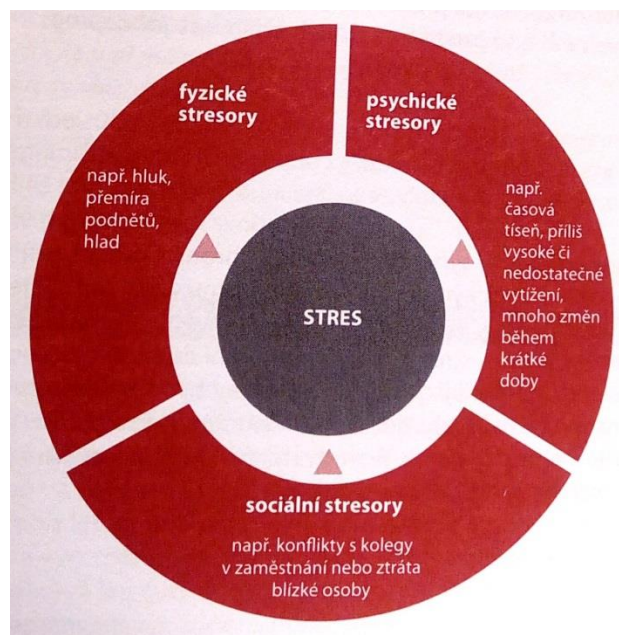 fyzické
stresory
např. hluk,
přemíra
podnětů,
hlad
psychické
stresory
např.
časová
tíseň, příliš
vysoké či
nedostatečné
vytížení,
mnoho změn
během
krátké
doby
STRES
sociální stresory
např. konflikty s kolegy
v zaměstnání nebo ztráta
blízké osoby